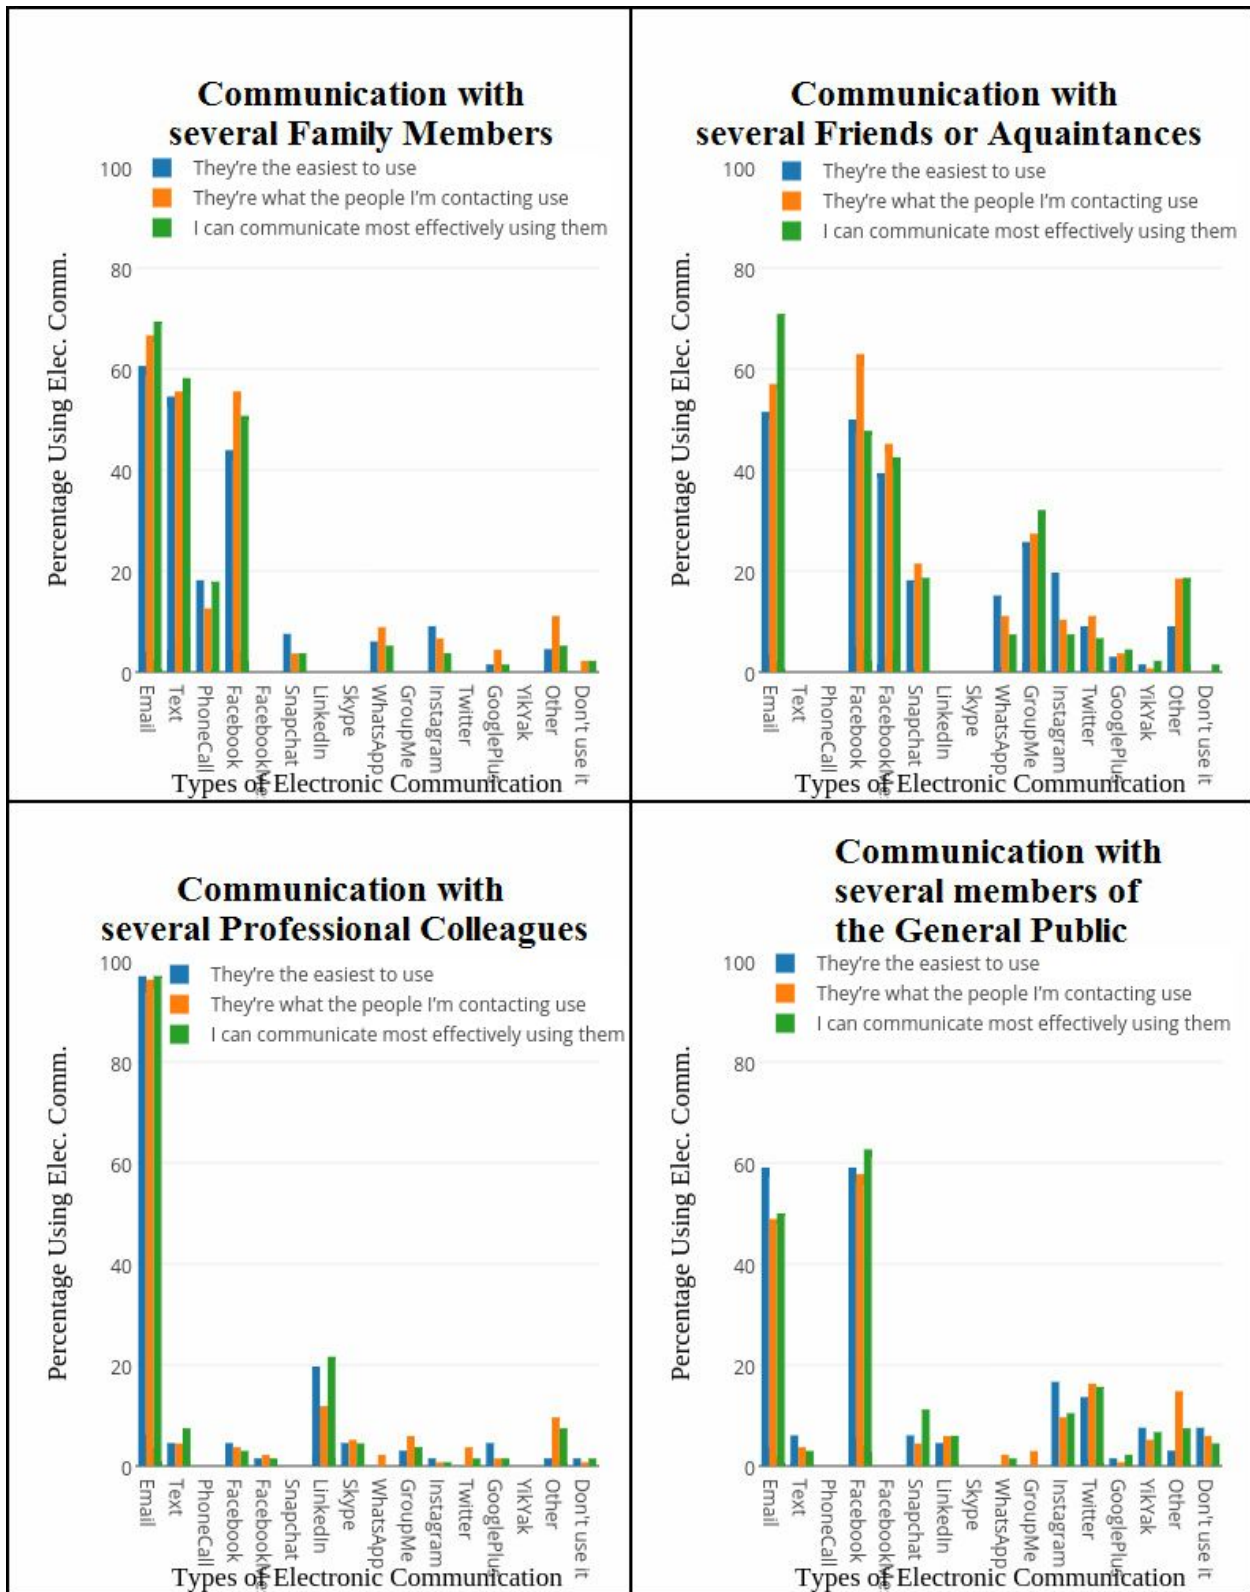 Communication with
several Family Members
100
They're the easiest to use
They're what the people I'm contacting use
I can communicate most effectively using them
80
60
40
20
0
Percentage Using Elec. Comm.
Email
Text
PhoneCall
Facebook
FacebookMe
Snapchat
LinkedIn
Skype
WhatsApp
GroupMe
Instagram
Twitter
GooglePlus
YikYak
Other
Don't use it
Types of Electronic Communication
Communication with
several Friends or Aquaintances
100
They're the easiest to use
They're what the people I'm contacting use
I can communicate most effectively using them
80
60
40
20
0
Percentage Using Elec. Comm.
Email
Text
PhoneCall
Facebook
FacebookMe
Snapchat
LinkedIn
Skype
WhatsApp
GroupMe
Instagram
Twitter
GooglePlus
YikYak
Other
Don't use it
Types of Electronic Communication
Communication with
several Professional Colleagues
100
They're the easiest to use
They're what the people I'm contacting use
I can communicate most effectively using them
80
60
40
20
0
Percentage Using Elec. Comm.
Email
Text
PhoneCall
Facebook
FacebookMe
Snapchat
LinkedIn
Skype
WhatsApp
GroupMe
Instagram
Twitter
GooglePlus
YikYak
Other
Don't use it
Types of Electronic Communication
Communication with
several members of
the General Public
100
They're the easiest to use
They're what the people I'm contacting use
I can communicate most effectively using them
80
60
40
20
0
Percentage Using Elec. Comm.
Email
Text
PhoneCall
Facebook
FacebookMe
Snapchat
LinkedIn
Skype
WhatsApp
GroupMe
Instagram
Twitter
GooglePlus
YikYak
Other
Don't use it
Types of Electronic Communication